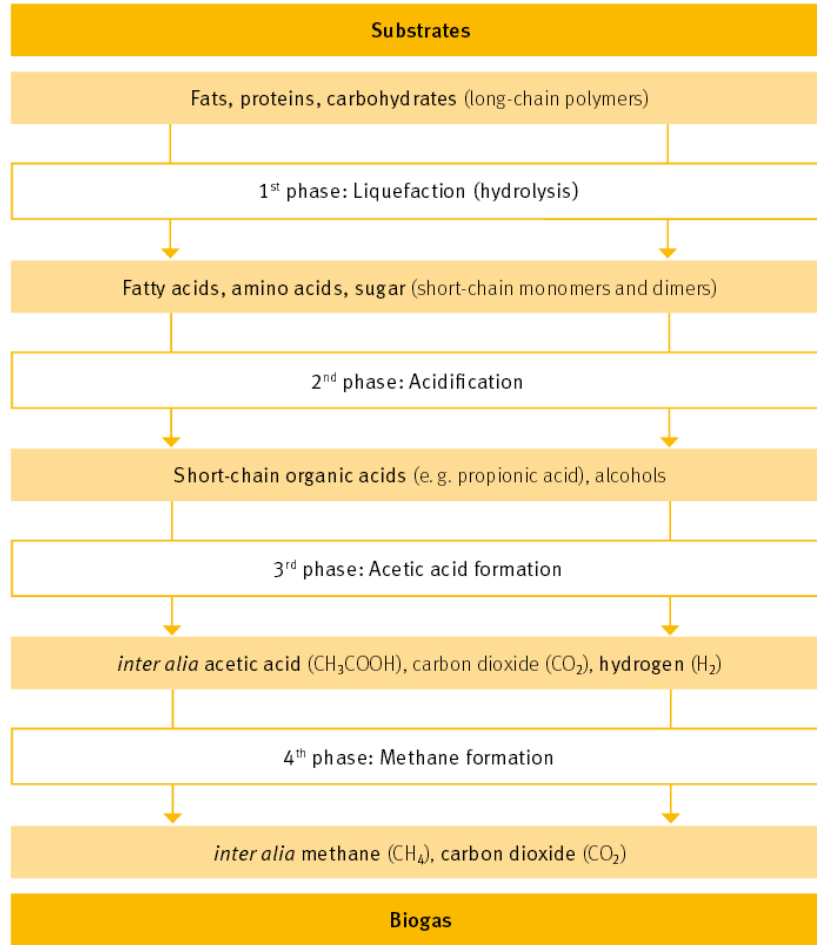 Substrates
Fats, proteins, carbohydrates (long-chain polymers)
1st phase: Liquefaction (hydrolysis)
Fatty acids, amino acids, sugar (short-chain monomers and dimers)
2nd phase: Acidification
Short-chain organic acids (e. g. propionic acid), alcohols
3rd phase: Acetic acid formation
inter alia acetic acid (CH₃COOH), carbon dioxide (CO₂), hydrogen (H₂)
4th phase: Methane formation
inter alia methane (CH₄), carbon dioxide (CO₂)
Biogas